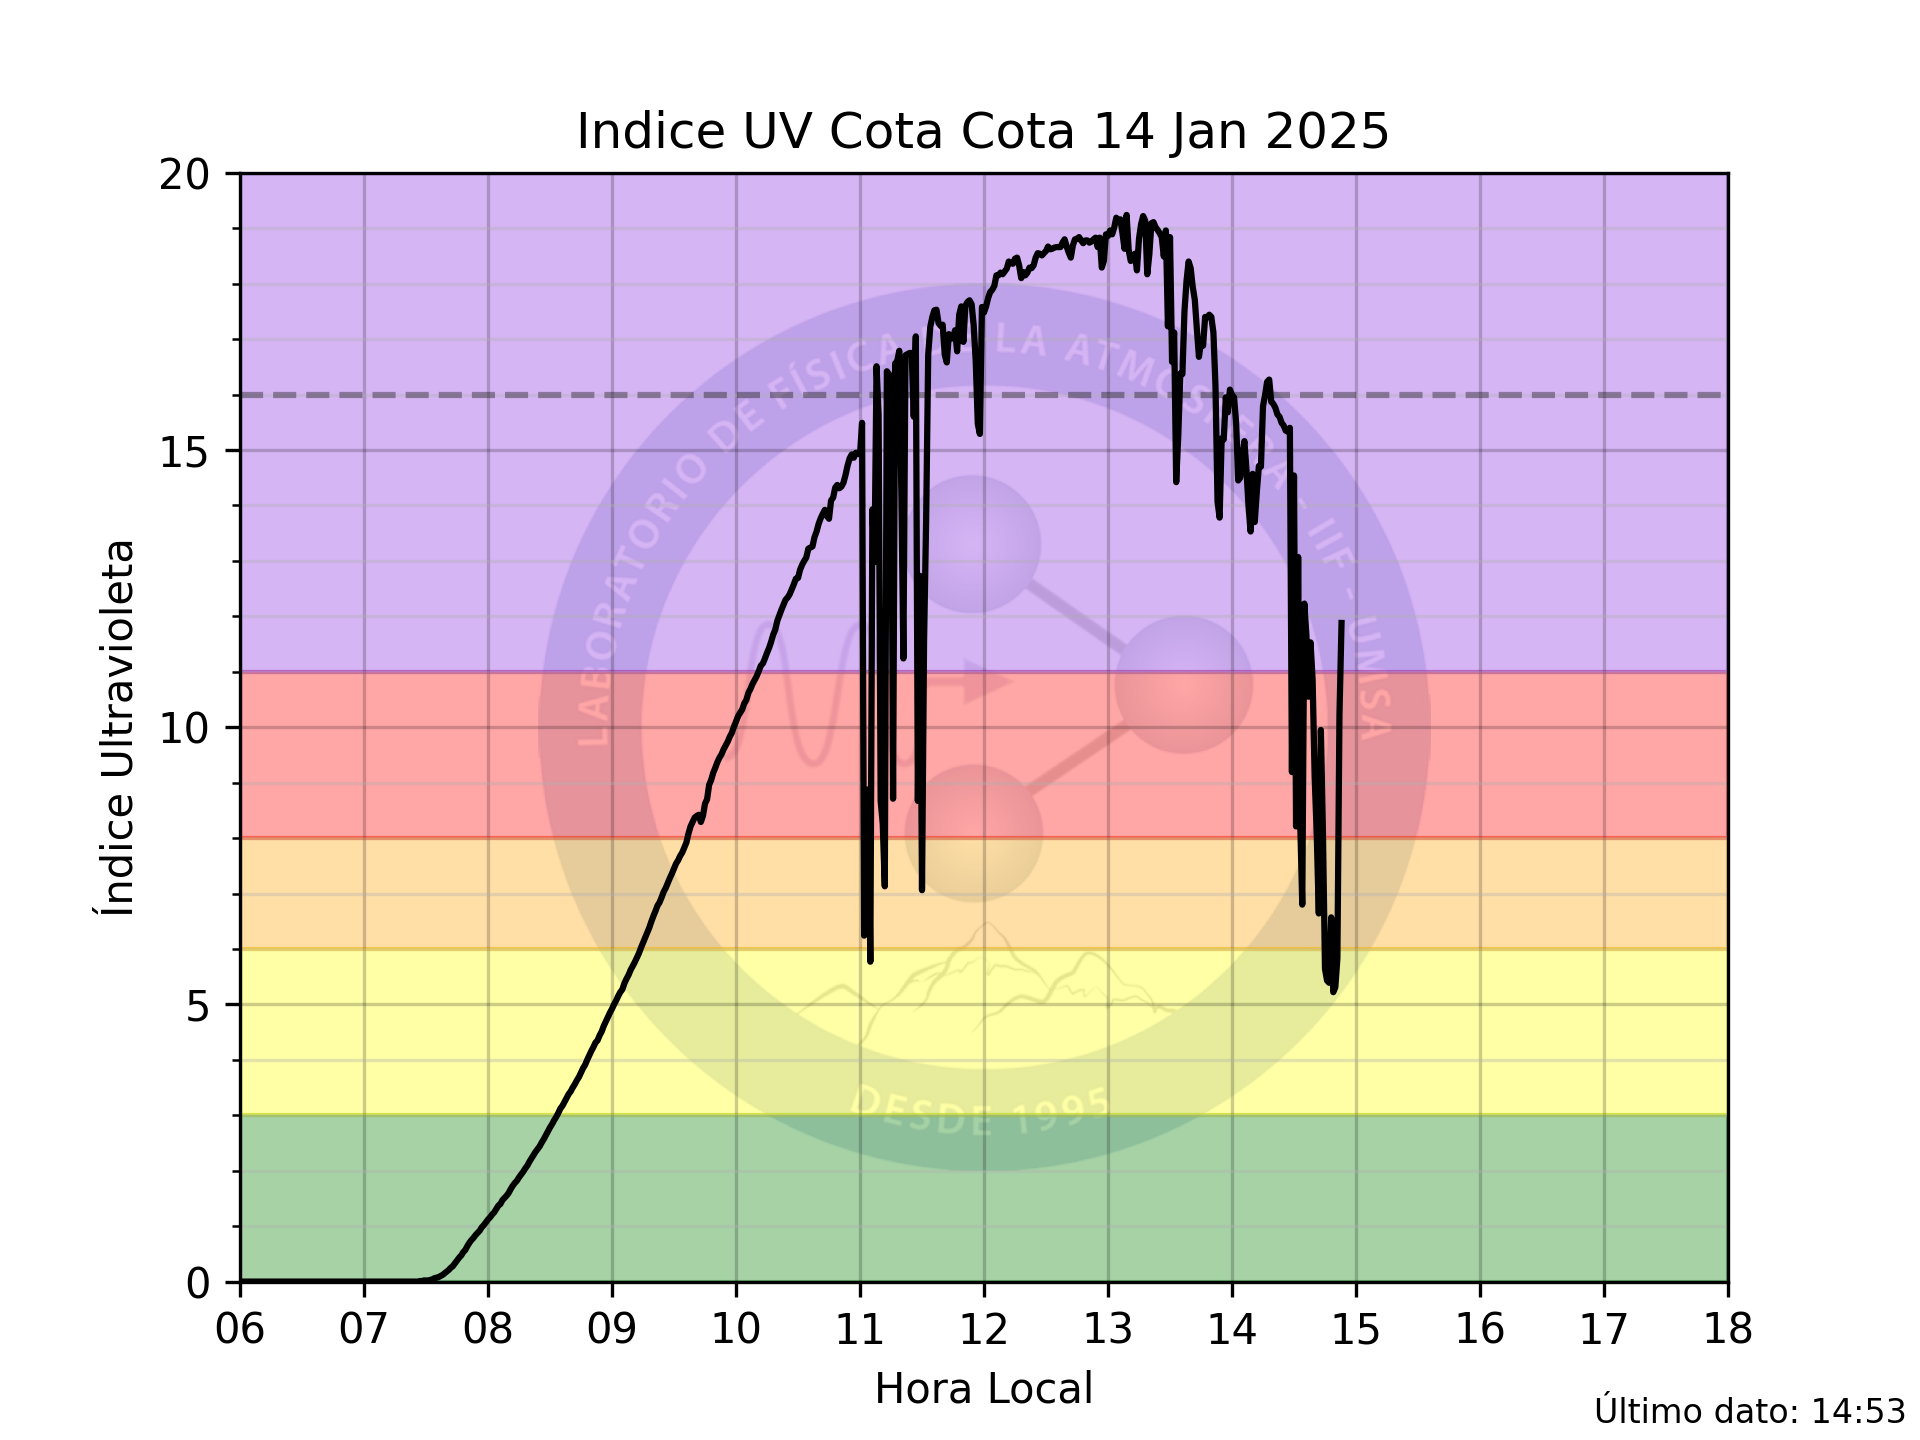 Indice UV Cota Cota 14 Jan 2025
20
15
10
5
0
Índice Ultravioleta
LABORATORIO DE FÍSICA DE LA ATMOSFERA - IIF - UMSA
DESDE 1995
06 07 08 09 10 11 12 13 14 15 16 17 18
Hora Local
Último dato: 14:53